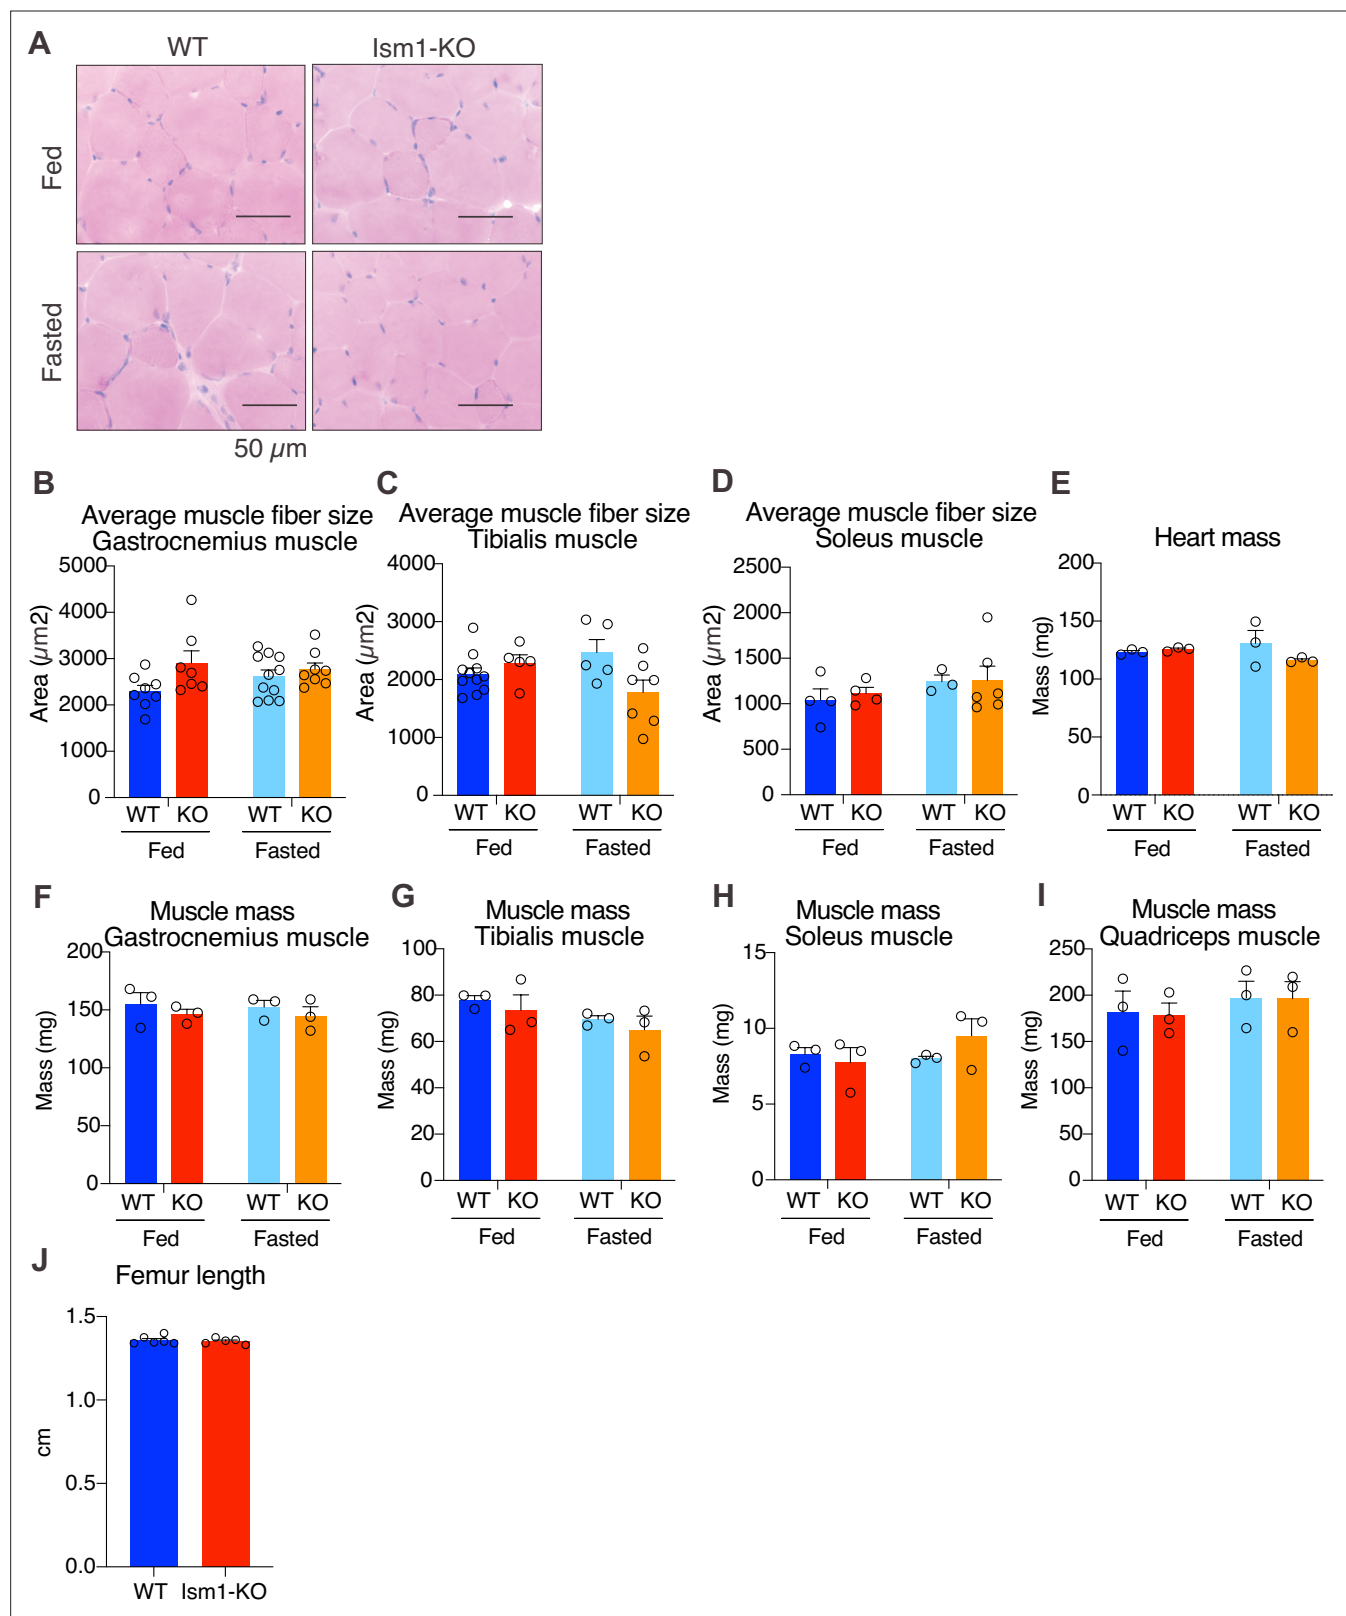 A
WT
Ism1-KO
Fed
Fasted
50 µm
B
Average muscle fiber size
Gastrocnemius muscle
Area (µm2)
5000
4000
3000
2000
1000
0
WT KO WT KO
Fed Fasted
C
Average muscle fiber size
Tibialis muscle
Area (µm2)
4000
3000
2000
1000
0
WT KO WT KO
Fed Fasted
D
Average muscle fiber size
Soleus muscle
Area (µm2)
2500
2000
1500
1000
500
0
WT KO WT KO
Fed Fasted
E
Heart mass
Mass (mg)
200
150
100
50
0
WT KO WT KO
Fed Fasted
F
Muscle mass
Gastrocnemius muscle
Mass (mg)
200
150
100
50
0
WT KO WT KO
Fed Fasted
G
Muscle mass
Tibialis muscle
Mass (mg)
100
80
60
40
20
0
WT KO WT KO
Fed Fasted
H
Muscle mass
Soleus muscle
Mass (mg)
15
10
5
0
WT KO WT KO
Fed Fasted
I
Muscle mass
Quadriceps muscle
Mass (mg)
250
200
150
100
50
0
WT KO WT KO
Fed Fasted
J
Femur length
cm
1.5
1.0
0.5
0.0
WT Ism1-KO